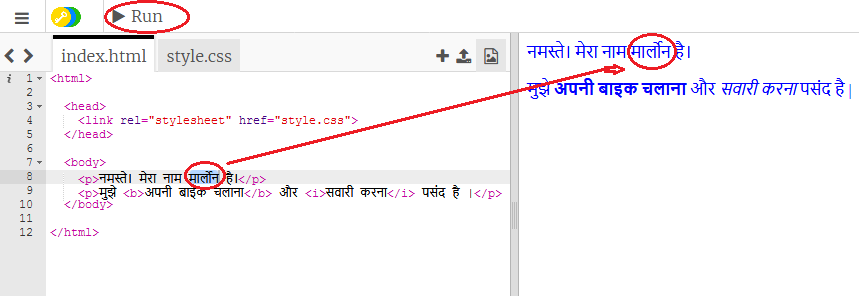 Run
index.html style.css
1 <html>
2
3 <head>
4 <link rel="stylesheet" href="style.css">
5 </head>
6
7 <body>
8 <p>नमस्ते। मेरा नाम मार्लोन है।</p>
9 <p>मुझे <b>अपनी बाइक चलाना</b> और <i>सवारी करना</i> पसंद है |</p>
10 </body>
11
12 </html>
नमस्ते। मेरा नाम मार्लोन है।
मुझे अपनी बाइक चलाना और सवारी करना पसंद है |